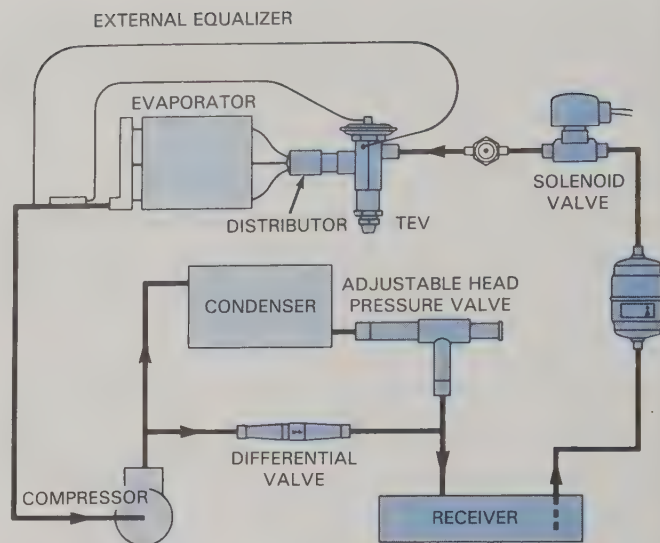 EXTERNAL EQUALIZER
EVAPORATOR
SOLENOID
VALVE
DISTRIBUTOR
TEV
CONDENSER
ADJUSTABLE HEAD
PRESSURE VALVE
DIFFERENTIAL
VALVE
COMPRESSOR
RECEIVER